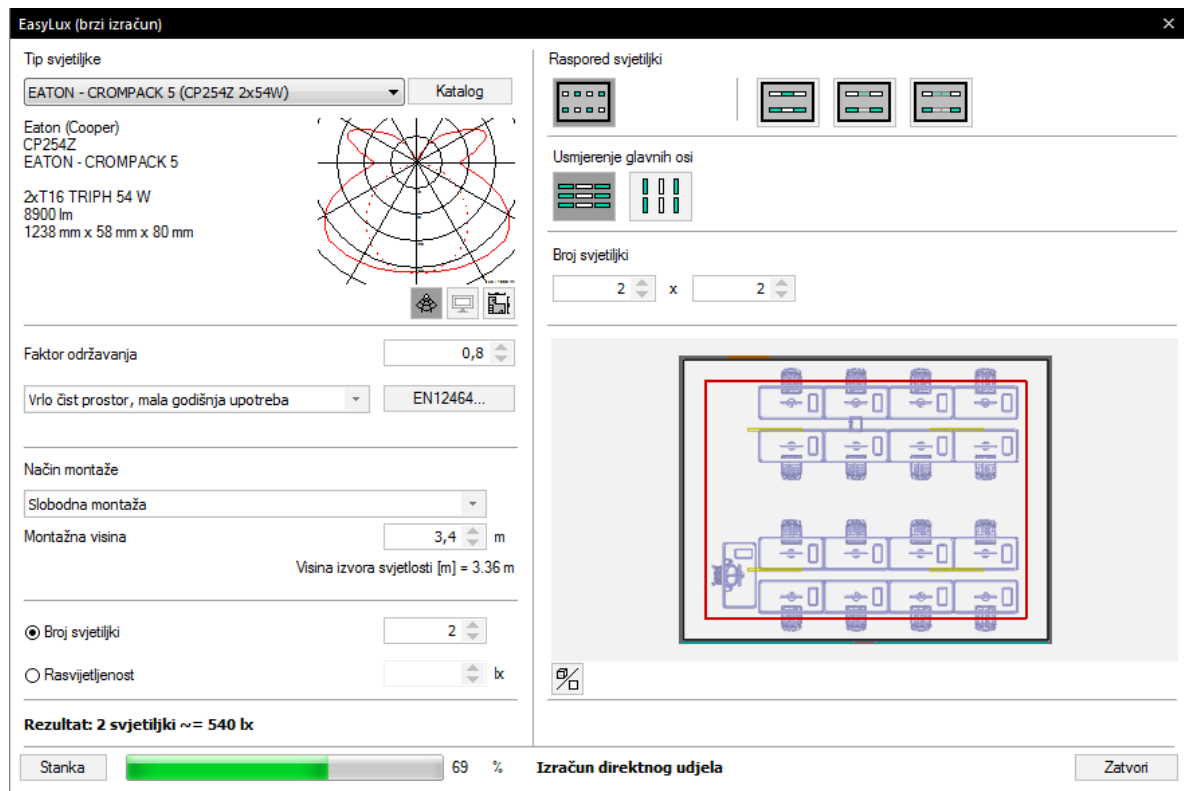 EasyLux (brzi izračun)
Tip svjetiljke
EATON - CROMPACK 5 (CP254Z 2x54W)
Katalog
Eaton (Cooper)
CP254Z
EATON - CROMPACK 5
2xT16 TRIPH 54 W
8900 lm
1238 mm x 58 mm x 80 mm
Faktor održavanja
0,8
Vrlo čist prostor, mala godišnja upotreba
EN12464...
Način montaže
Slobodna montaža
Montažna visina
3,4 m
Visina izvora svjetlosti [m] = 3.36 m
Broj svjetiljki
2
Rasvijetljenost
lx
Rezultat: 2 svjetiljki ~= 540 lx
Raspored svjetiljki
Usmjerenje glavnih osi
Broj svjetiljki
2 x 2
Stanka
69 %
Izračun direktnog udjela
Zatvori